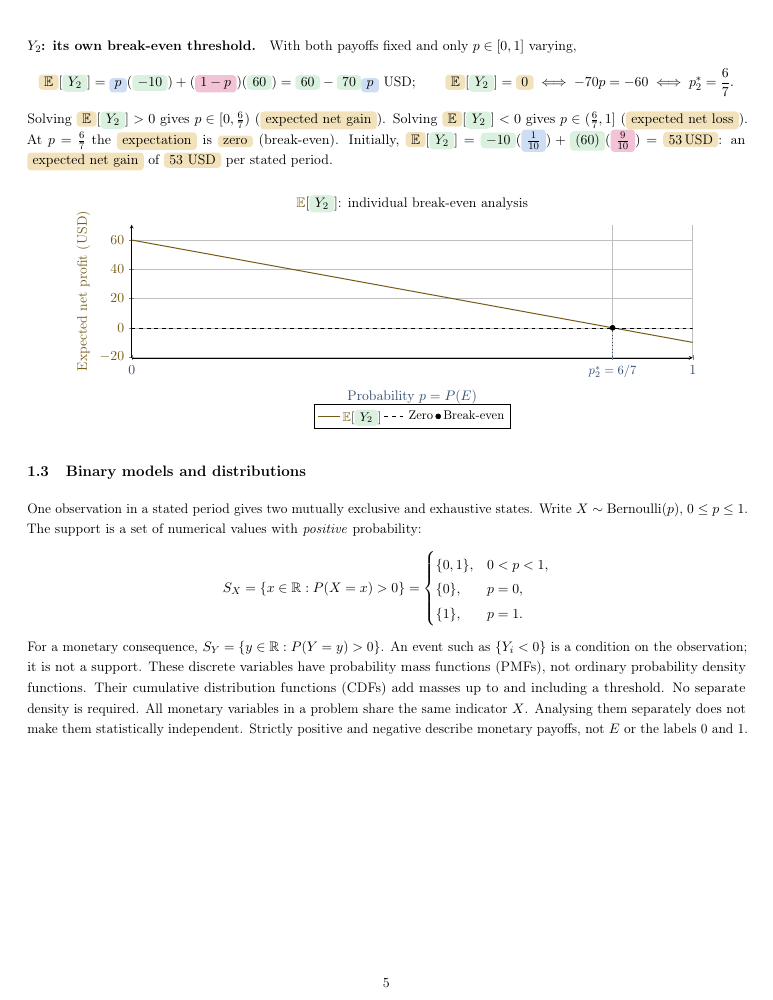 Y₂: its own break-even threshold. With both payoffs fixed and only p ∈ [0, 1] varying,
𝔼[Y₂] = p(−10) + (1 − p)(60) = 60 − 70p USD; 𝔼[Y₂] = 0 ⟺ −70p = −60 ⟺ p₂* = 6/7.
Solving 𝔼[Y₂] > 0 gives p ∈ [0, 6/7) (expected net gain). Solving 𝔼[Y₂] < 0 gives p ∈ (6/7, 1] (expected net loss).
At p = 6/7 the expectation is zero (break-even). Initially, 𝔼[Y₂] = −10(1/10) + (60)(9/10) = 53 USD: an
expected net gain of 53 USD per stated period.
𝔼[Y₂]: individual break-even analysis
Expected net profit (USD)
60
40
20
0
−20
0
p₂* = 6/7
1
Probability p = P(E)
𝔼[Y₂] Zero Break-even
1.3 Binary models and distributions
One observation in a stated period gives two mutually exclusive and exhaustive states. Write X ∼ Bernoulli(p), 0 ≤ p ≤ 1.
The support is a set of numerical values with positive probability:
S_X = {x ∈ ℝ : P(X = x) > 0} = {
{0, 1}, 0 < p < 1,
{0}, p = 0,
{1}, p = 1.
For a monetary consequence, S_Y = {y ∈ ℝ : P(Y = y) > 0}. An event such as {Yᵢ < 0} is a condition on the observation;
it is not a support. These discrete variables have probability mass functions (PMFs), not ordinary probability density
functions. Their cumulative distribution functions (CDFs) add masses up to and including a threshold. No separate
density is required. All monetary variables in a problem share the same indicator X. Analysing them separately does not
make them statistically independent. Strictly positive and negative describe monetary payoffs, not E or the labels 0 and 1.
5